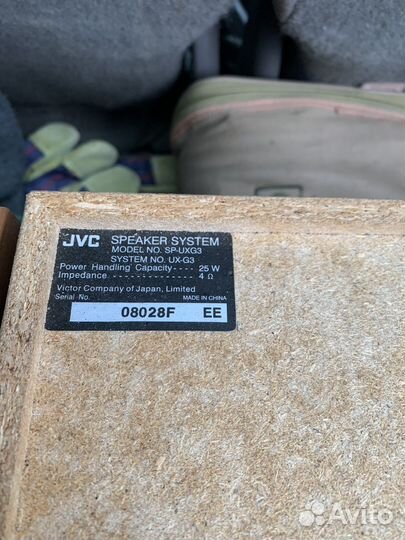 JVC SPEAKER SYSTEM
MODEL NO. SP-UXG3
SYSTEM NO. UX-G3
Power Handling Capacity---- 25 W
Impedance- - - - - - - - - - - - - 4 Ω
Victor Company of Japan, Limited
Serial No. MADE IN CHINA
08028F EE
Avito